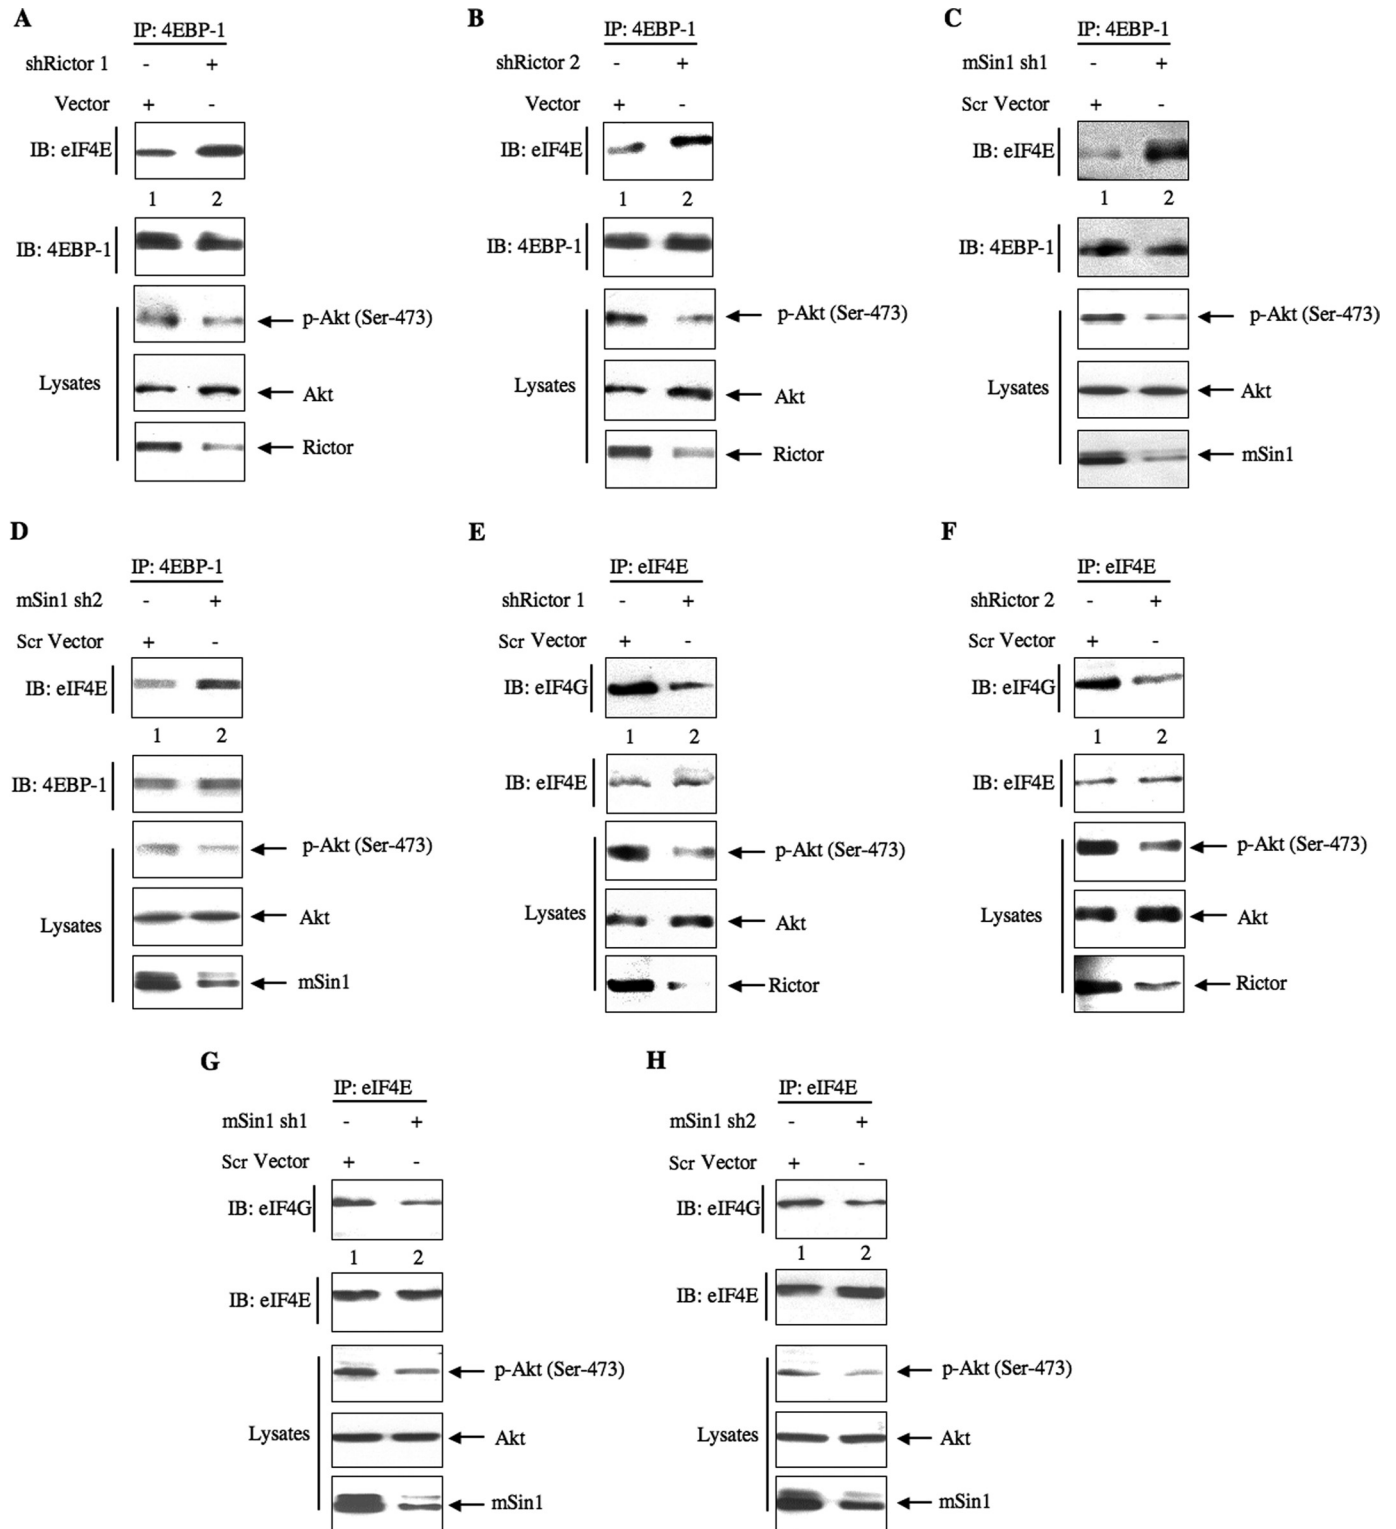 A
IP: 4EBP-1
shRictor 1 - +
Vector + -
IB: eIF4E
1 2
IB: 4EBP-1
p-Akt (Ser-473)
Lysates
Akt
Rictor
B
IP: 4EBP-1
shRictor 2 - +
Vector + -
IB: eIF4E
1 2
IB: 4EBP-1
p-Akt (Ser-473)
Lysates
Akt
Rictor
C
IP: 4EBP-1
mSin1 sh1 - +
Scr Vector + -
IB: eIF4E
1 2
IB: 4EBP-1
p-Akt (Ser-473)
Lysates
Akt
mSin1
D
IP: 4EBP-1
mSin1 sh2 - +
Scr Vector + -
IB: eIF4E
1 2
IB: 4EBP-1
p-Akt (Ser-473)
Lysates
Akt
mSin1
E
IP: eIF4E
shRictor 1 - +
Scr Vector + -
IB: eIF4G
1 2
IB: eIF4E
p-Akt (Ser-473)
Lysates
Akt
Rictor
F
IP: eIF4E
shRictor 2 - +
Scr Vector + -
IB: eIF4G
1 2
IB: eIF4E
p-Akt (Ser-473)
Lysates
Akt
Rictor
G
IP: eIF4E
mSin1 sh1 - +
Scr Vector + -
IB: eIF4G
1 2
IB: eIF4E
p-Akt (Ser-473)
Lysates
Akt
mSin1
H
IP: eIF4E
mSin1 sh2 - +
Scr Vector + -
IB: eIF4G
1 2
IB: eIF4E
p-Akt (Ser-473)
Lysates
Akt
mSin1